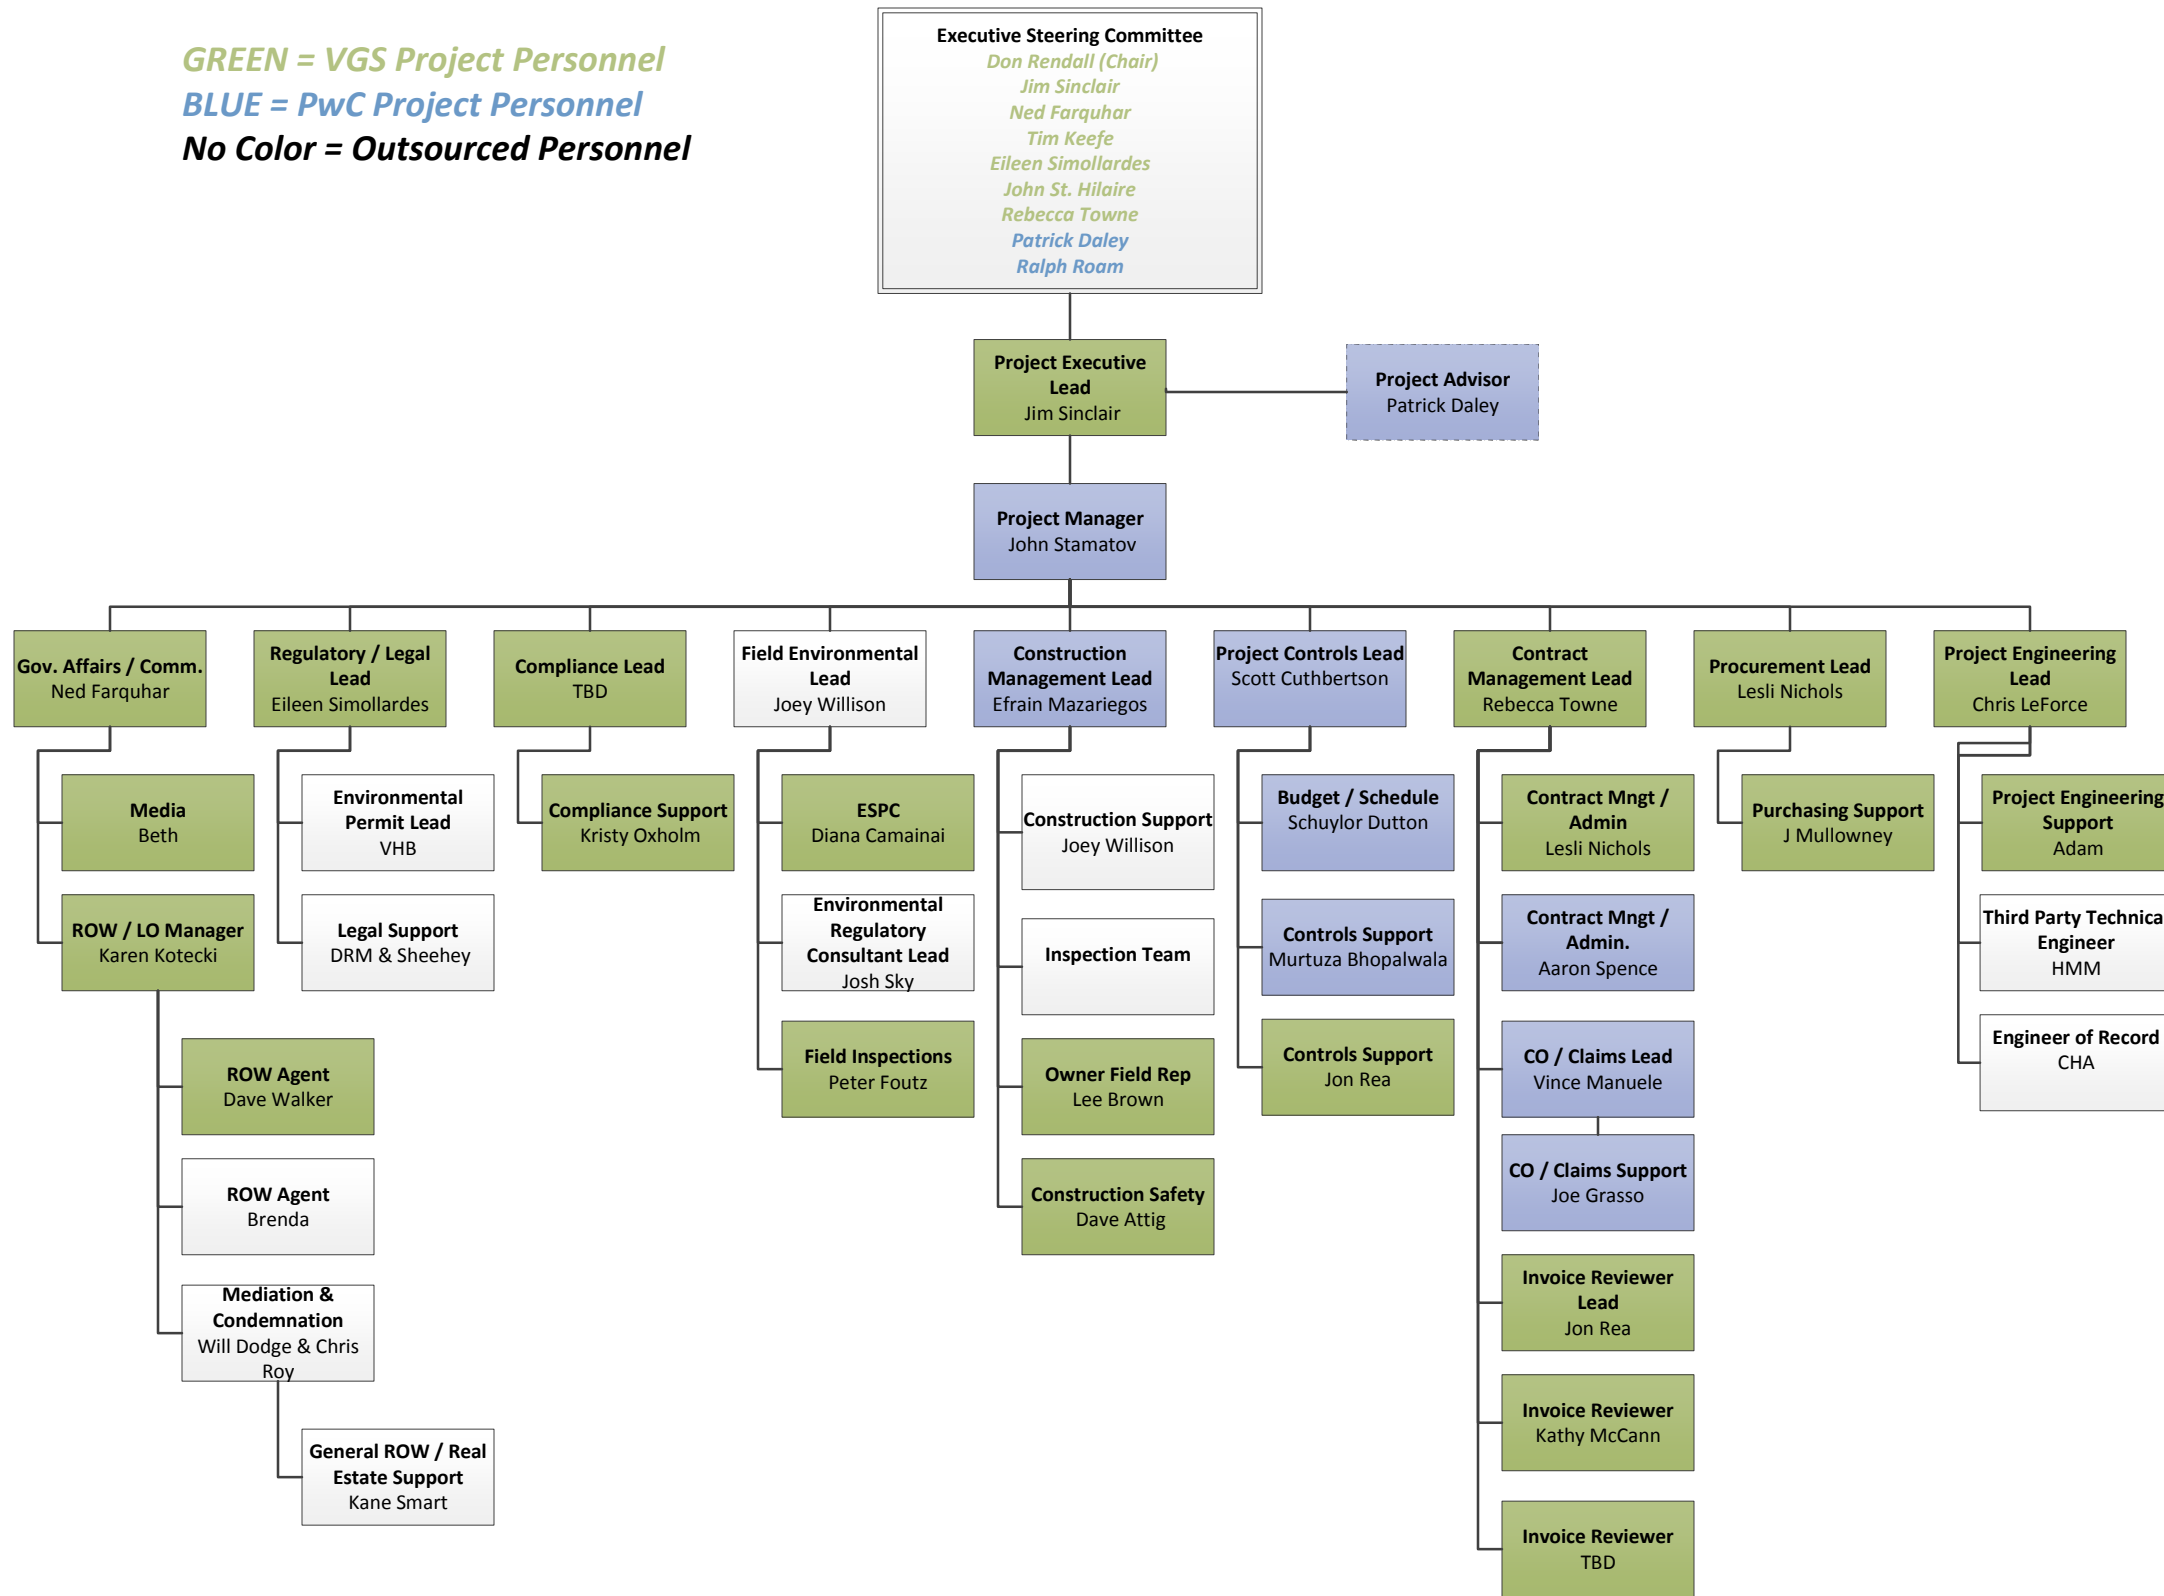 GREEN = VGS Project Personnel
BLUE = PwC Project Personnel
No Color = Outsourced Personnel
Executive Steering Committee
Don Rendall (Chair)
Jim Sinclair
Ned Farquhar
Tim Keefe
Eileen Simollardes
John St. Hilaire
Rebecca Towne
Patrick Daley
Ralph Roam
Project Executive
Lead
Jim Sinclair
Project Advisor
Patrick Daley
Project Manager
John Stamatov
Gov. Affairs / Comm.
Ned Farquhar
Regulatory / Legal
Lead
Eileen Simollardes
Compliance Lead
TBD
Field Environmental
Lead
Joey Willison
Construction
Management Lead
Efrain Mazariegos
Project Controls Lead
Scott Cuthbertson
Contract
Management Lead
Rebecca Towne
Procurement Lead
Lesli Nichols
Project Engineering
Lead
Chris LeForce
Media
Beth
ROW / LO Manager
Karen Kotecki
ROW Agent
Dave Walker
ROW Agent
Brenda
Mediation &
Condemnation
Will Dodge & Chris
Roy
General ROW / Real
Estate Support
Kane Smart
Environmental
Permit Lead
VHB
Legal Support
DRM & Sheehey
Compliance Support
Kristy Oxholm
ESPC
Diana Camainai
Environmental
Regulatory
Consultant Lead
Josh Sky
Field Inspections
Peter Foutz
Construction Support
Joey Willison
Inspection Team
Owner Field Rep
Lee Brown
Construction Safety
Dave Attig
Budget / Schedule
Schuylor Dutton
Controls Support
Murtuza Bhopalwala
Controls Support
Jon Rea
Contract Mngt /
Admin
Lesli Nichols
Contract Mngt /
Admin.
Aaron Spence
CO / Claims Lead
Vince Manuele
CO / Claims Support
Joe Grasso
Invoice Reviewer
Lead
Jon Rea
Invoice Reviewer
Kathy McCann
Invoice Reviewer
TBD
Purchasing Support
J Mullowney
Project Engineering
Support
Adam
Third Party Technica
Engineer
HMM
Engineer of Record
CHA